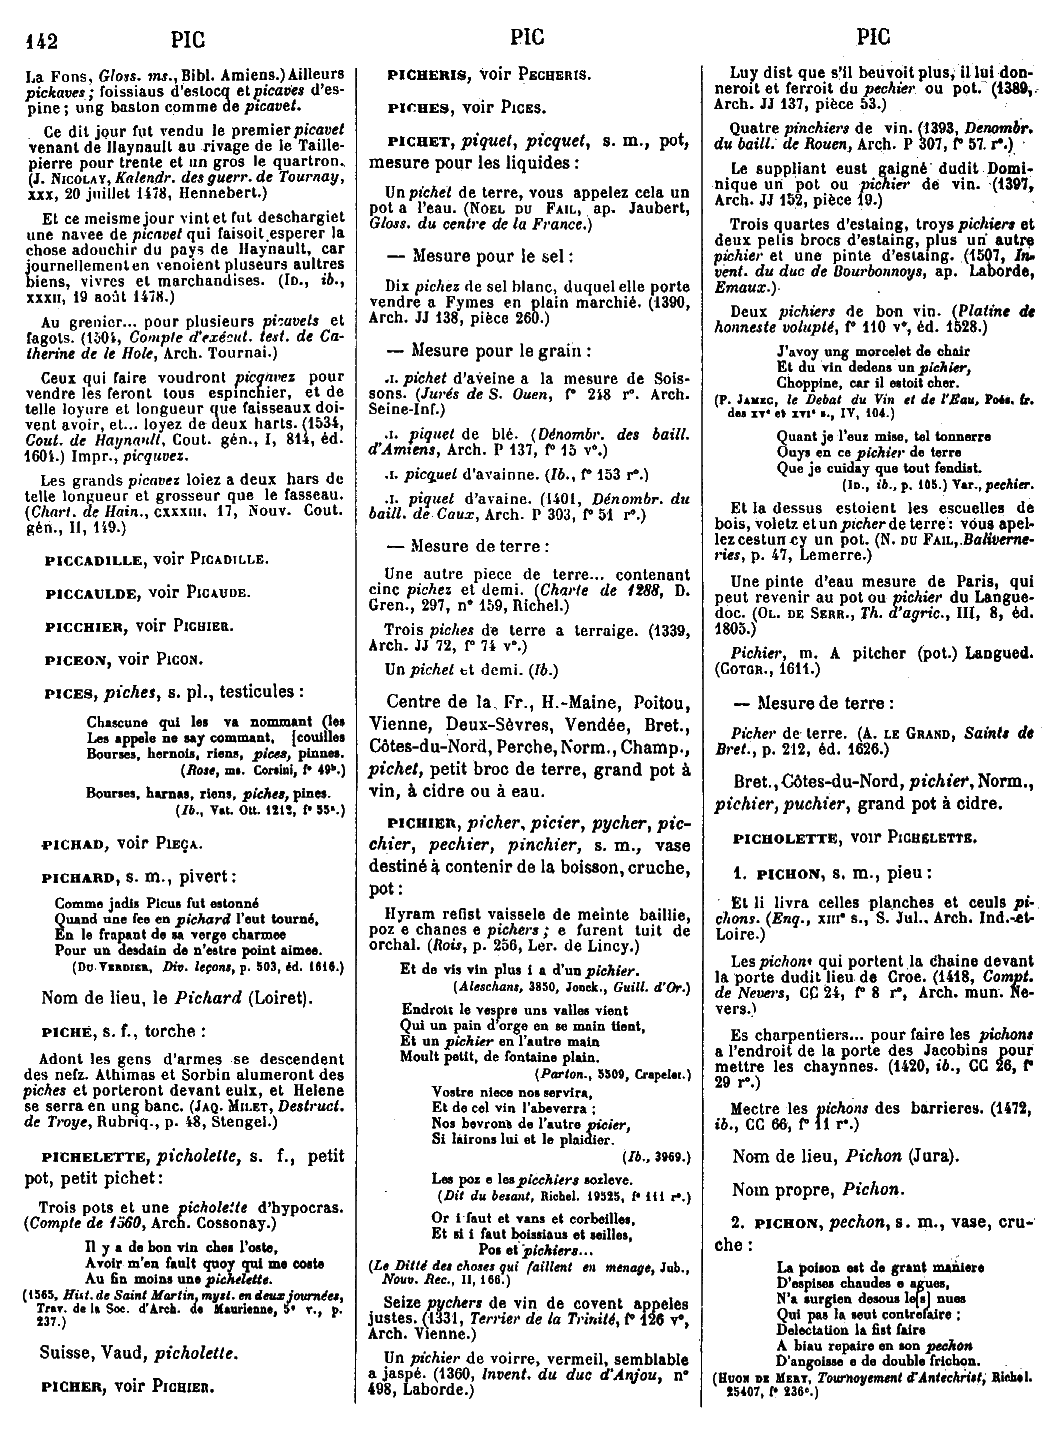 142
PIC
PIC
PIC
La Fons, Gloss. ms., Bibl. Amiens.) Ailleurs
pickaves; foissiaus d'estocq et picaves d'es-
pine; ung baston comme de picavet.
Ce dit jour fut vendu le premier picavet
venant de Haynault au rivage de le Taille-
pierre pour trente et un gros le quartron.
(J. Nicolay, Kalendr. des guerr. de Tournay,
xxx, 20 juillet 1478, Hennebert.)
Et ce meisme jour vint et fut deschargiet
une navee de picavet qui faisoit esperer la
chose adouchir du pays de Haynault, car
journellement en venoient pluseurs aultres
biens, vivres et marchandises. (Id., ib.,
xxxii, 19 août 1478.)
Au grenier... pour plusieurs picavets et
fagots. (1504, Compte d'exécut. test. de Ca-
therine de le Hole, Arch. Tournai.)
Ceux qui faire voudront picqavez pour
vendre les feront tous espinchier, et de
telle loyure et longueur que faisseaux doi-
vent avoir, et... loyez de deux harts. (1534,
Cout. de Haynault, Cout. gén., I, 814, éd.
1604.) Impr., picquvez.
Les grands picavez loiez a deux hars de
telle longueur et grosseur que le fasseau.
(Chart. de Hain., cxxxiii, 17, Nouv. Cout.
gén., II, 149.)
PICCADILLE, voir Picadille.
PICCAULDE, voir Picaude.
PICCHIER, voir Pichier.
PICEON, voir Picon.
PICES, piches, s. pl., testicules :
Chascune qui les va nommant (les
Les appele ne say commant, [couilles
Bourses, hernois, riens, pices, pinnes.
(Rose, ms. Corsini, f° 49ᵇ.)
Bourses, harnas, riens, piches, pines.
(Ib., Vat. Ott. 1212, f° 55ᵃ.)
PICHAD, voir Pieça.
PICHARD, s. m., pivert :
Comme jadis Picus fut estonné
Quand une fee en pichard l'eut tourné,
En le frapant de sa verge charmee
Pour un desdain de n'estre point aimee.
(Du Verdier, Div. leçons, p. 503, éd. 1616.)
Nom de lieu, le Pichard (Loiret).
PICHÉ, s. f., torche :
Adont les gens d'armes se descendent
des nefz. Athimas et Sorbin alumeront des
piches et porteront devant eulx, et Helene
se serra en ung banc. (Jaq. Milet, Destruct.
de Troye, Rubriq., p. 48, Stengel.)
PICHELETTE, picholette, s. f., petit
pot, petit pichet :
Trois pots et une picholette d'hypocras.
(Compte de 1560, Arch. Cossonay.)
Il y a de bon vin ches l'oste,
Avoir m'en fault quoy qui me coste
Au fin moins une pichelette.
(1565, Hist. de Saint Martin, myst. en deux journées,
Trav. de la Soc. d'Arch. de Maurienne, 5ᵉ v., p.
237.)
Suisse, Vaud, picholette.
PICHER, voir Pichier.
PICHERIS, voir Pecheris.
PICHES, voir Pices.
PICHET, piquet, picquet, s. m., pot,
mesure pour les liquides :
Un pichet de terre, vous appelez cela un
pot a l'eau. (Noel du Fail, ap. Jaubert,
Gloss. du centre de la France.)
— Mesure pour le sel :
Dix pichez de sel blanc, duquel elle porte
vendre a Fymes en plain marchié. (1390,
Arch. JJ 138, pièce 260.)
— Mesure pour le grain :
.I. pichet d'aveine a la mesure de Sois-
sons. (Jurés de S. Ouen, f° 248 r°. Arch.
Seine-Inf.)
.I. piquet de blé. (Dénombr. des baill.
d'Amiens, Arch. P 137, f° 15 v°.)
.I. picquet d'avainne. (Ib., f° 153 r°.)
.I. piquet d'avaine. (1401, Dénombr. du
baill. de Caux, Arch. P 303, f° 51 r°.)
— Mesure de terre :
Une autre piece de terre... contenant
cinc pichez et demi. (Charte de 1288, D.
Gren., 297, n° 159, Richel.)
Trois piches de terre a terraige. (1339,
Arch. JJ 72, f° 74 v°.)
Un pichel et demi. (Ib.)
Centre de la Fr., H.-Maine, Poitou,
Vienne, Deux-Sèvres, Vendée, Bret.,
Côtes-du-Nord, Perche, Norm., Champ.,
pichet, petit broc de terre, grand pot à
vin, à cidre ou à eau.
PICHIER, picher, picier, pycher, pic-
chier, pechier, pinchier, s. m., vase
destiné à contenir de la boisson, cruche,
pot :
Hyram refist vaissele de meinte baillie,
poz e chanes e pichers; e furent tuit de
orchal. (Rois, p. 256, Ler. de Lincy.)
Et de vis vin plus i a d'un pichier.
(Aleschans, 3850, Jonck., Guill. d'Or.)
Endroit le vespre uns valles vient
Qui un pain d'orge en se main tient,
Et un pichier en l'autre main
Moult petit, de fontaine plain.
(Parton., 5509, Crapelet.)
Vostre niece nos servira,
Et de cel vin l'abeverra ;
Nos bevrons de l'autre picier,
Si lairons lui et le plaidier.
(Ib., 3969.)
Les poz e les picchiers sozleve.
(Dit du besant, Richel. 19525, f° 111 r°.)
Or i faut et vans et corbeilles,
Et si i faut boissiaus et seilles,
Pos et pichiers...
(Le Ditté des choses qui faillent en menage, Jub.,
Nouv. Rec., II, 166.)
Seize pychers de vin de covent appeles
justes. (1331, Terrier de la Trinité, f° 126 v°,
Arch. Vienne.)
Un pichier de voirre, vermeil, semblable
a jaspé. (1360, Invent. du duc d'Anjou, n°
498, Laborde.)
Luy dist que s'il beuvoit plus, il lui don-
neroit et ferroit du pechier ou pot. (1389,
Arch. JJ 137, pièce 53.)
Quatre pinchiers de vin. (1393, Denombr.
du baill. de Rouen, Arch. P 307, f° 57 r°.)
Le suppliant eust gaigné dudit Domi-
nique un pot ou pichier de vin. (1397,
Arch. JJ 152, pièce 19.)
Trois quartes d'estaing, troys pichiers et
deux petis brocs d'estaing, plus un autre
pichier et une pinte d'estaing. (1507, In-
vent. du duc de Bourbonnoys, ap. Laborde,
Emaux.)
Deux pichiers de bon vin. (Platine de
honneste volupté, f° 110 v°, éd. 1528.)
J'avoy ung morcelet de chair
Et du vin dedens un pichier,
Choppine, car il estoit cher.
(P. Jamec, le Debat du Vin et de l'Eau, Poés. fr.
des xvᵉ et xviᵉ s., IV, 104.)
Quant je l'euz mise, tel tonnerre
Ouys en ce pichier de terre
Que je cuiday que tout fendist.
(Id., ib., p. 105.) Var., pechier.
Et la dessus estoient les escuelles de
bois, voletz et un picher de terre : vous apel-
lez cestun cy un pot. (N. du Fail, Baliverne-
ries, p. 47, Lemerre.)
Une pinte d'eau mesure de Paris, qui
peut revenir au pot ou pichier du Langue-
doc. (Ol. de Serr., Th. d'agric., III, 8, éd.
1805.)
Pichier, m. A pitcher (pot.) Langued.
(Cotgr., 1611.)
— Mesure de terre :
Picher de terre. (A. le Grand, Saints de
Bret., p. 212, éd. 1626.)
Bret., Côtes-du-Nord, pichier, Norm.,
pichier, puchier, grand pot à cidre.
PICHOLETTE, voir Pichelette.
1. PICHON, s. m., pieu :
Et li livra celles planches et ceuls pi-
chons. (Enq., xiiiᵉ s., S. Jul., Arch. Ind.-et-
Loire.)
Les pichons qui portent la chaine devant
la porte dudit lieu de Croe. (1418, Compt.
de Nevers, CC 24, f° 8 r°, Arch. mun. Ne-
vers.)
Es charpentiers... pour faire les pichons
a l'endroit de la porte des Jacobins pour
mettre les chaynnes. (1420, ib., CC 26, f°
29 r°.)
Mectre les pichons des barrieres. (1472,
ib., CC 66, f° 11 r°.)
Nom de lieu, Pichon (Jura).
Nom propre, Pichon.
2. PICHON, pechon, s. m., vase, cru-
che :
La poison est de grant maniere
D'espises chaudes e agues,
N'a surgien desous le[s] nues
Qui pas la seut contrefaire ;
Delectation la fist faire
A biau repaire en son pechon
D'angoisse e de double frichon.
(Huon de Mery, Tournoyement d'Antechrist, Richel.
25407, f° 236ᶜ.)